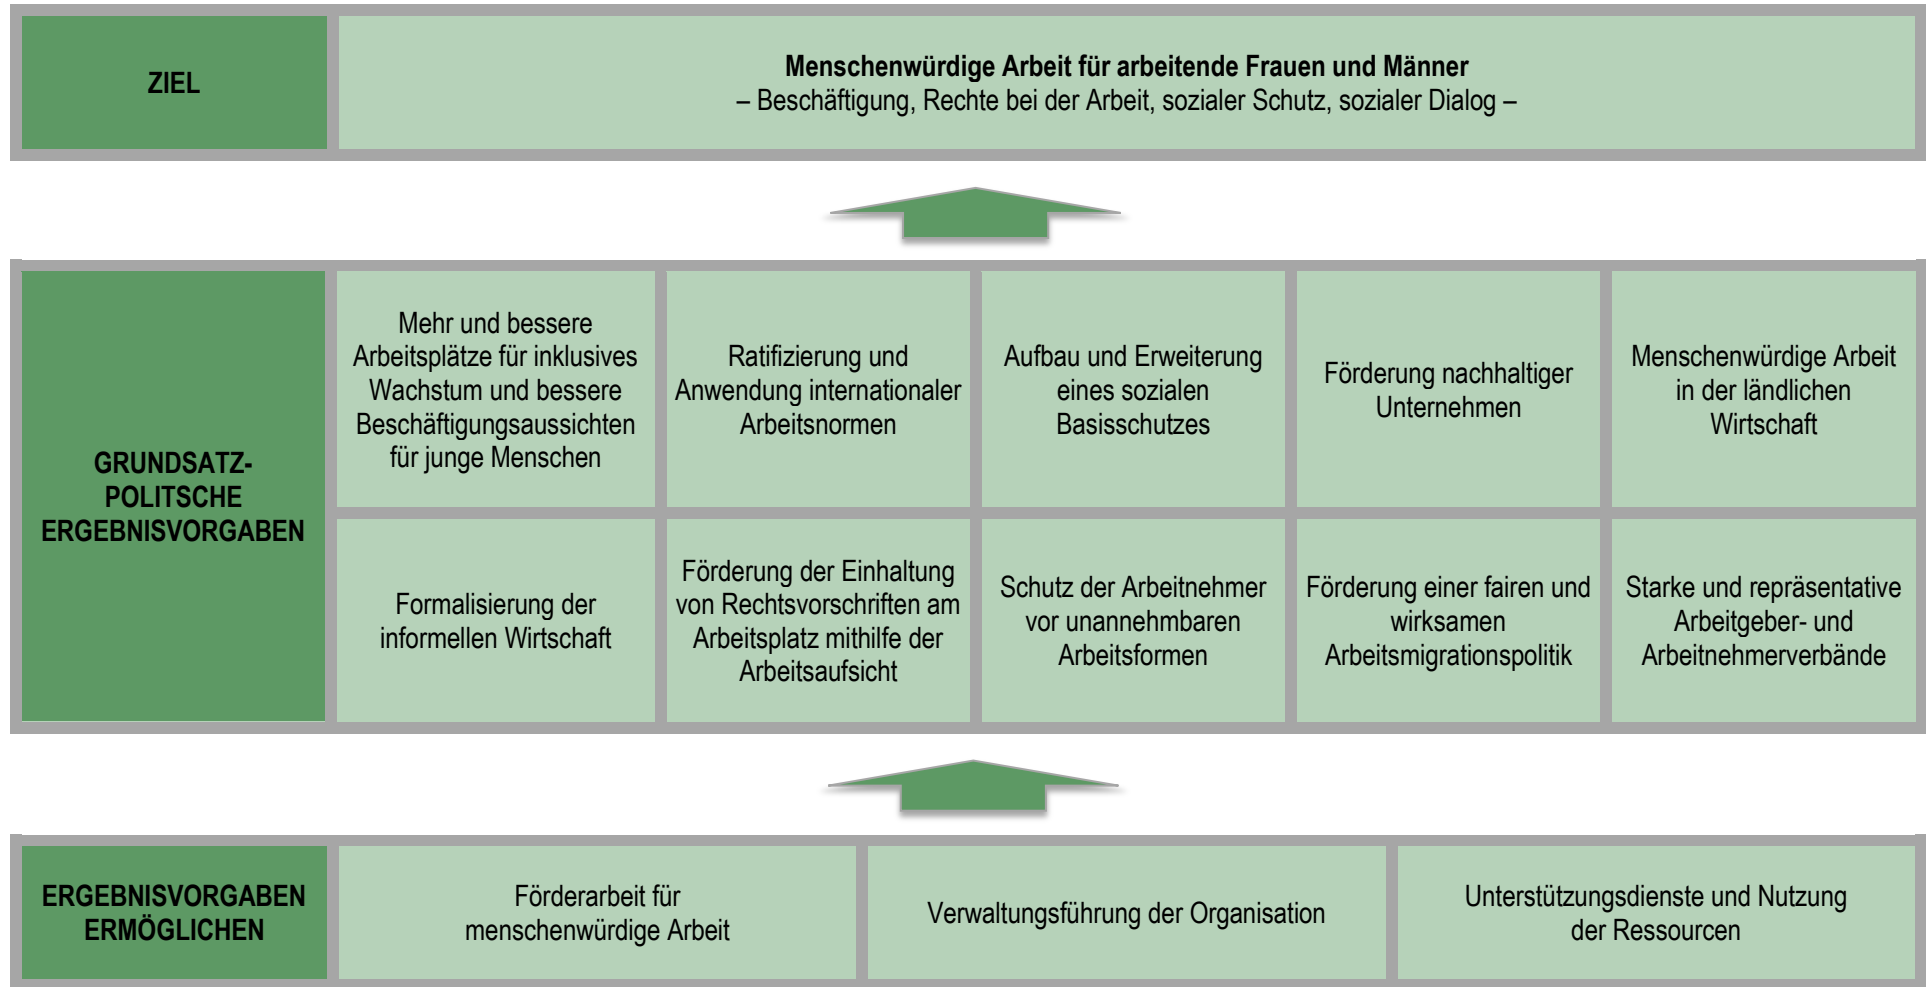 ZIEL
Menschenwürdige Arbeit für arbeitende Frauen und Männer
– Beschäftigung, Rechte bei der Arbeit, sozialer Schutz, sozialer Dialog –
GRUNDSATZ-
POLITSCHE
ERGEBNISVORGABEN
Mehr und bessere
Arbeitsplätze für inklusives
Wachstum und bessere
Beschäftigungsaussichten
für junge Menschen
Ratifizierung und
Anwendung internationaler
Arbeitsnormen
Aufbau und Erweiterung
eines sozialen
Basisschutzes
Förderung nachhaltiger
Unternehmen
Menschenwürdige Arbeit
in der ländlichen
Wirtschaft
Formalisierung der
informellen Wirtschaft
Förderung der Einhaltung
von Rechtsvorschriften am
Arbeitsplatz mithilfe der
Arbeitsaufsicht
Schutz der Arbeitnehmer
vor unannehmbaren
Arbeitsformen
Förderung einer fairen und
wirksamen
Arbeitsmigrationspolitik
Starke und repräsentative
Arbeitgeber- und
Arbeitnehmerverbände
ERGEBNISVORGABEN
ERMÖGLICHEN
Förderarbeit für
menschenwürdige Arbeit
Verwaltungsführung der Organisation
Unterstützungsdienste und Nutzung
der Ressourcen